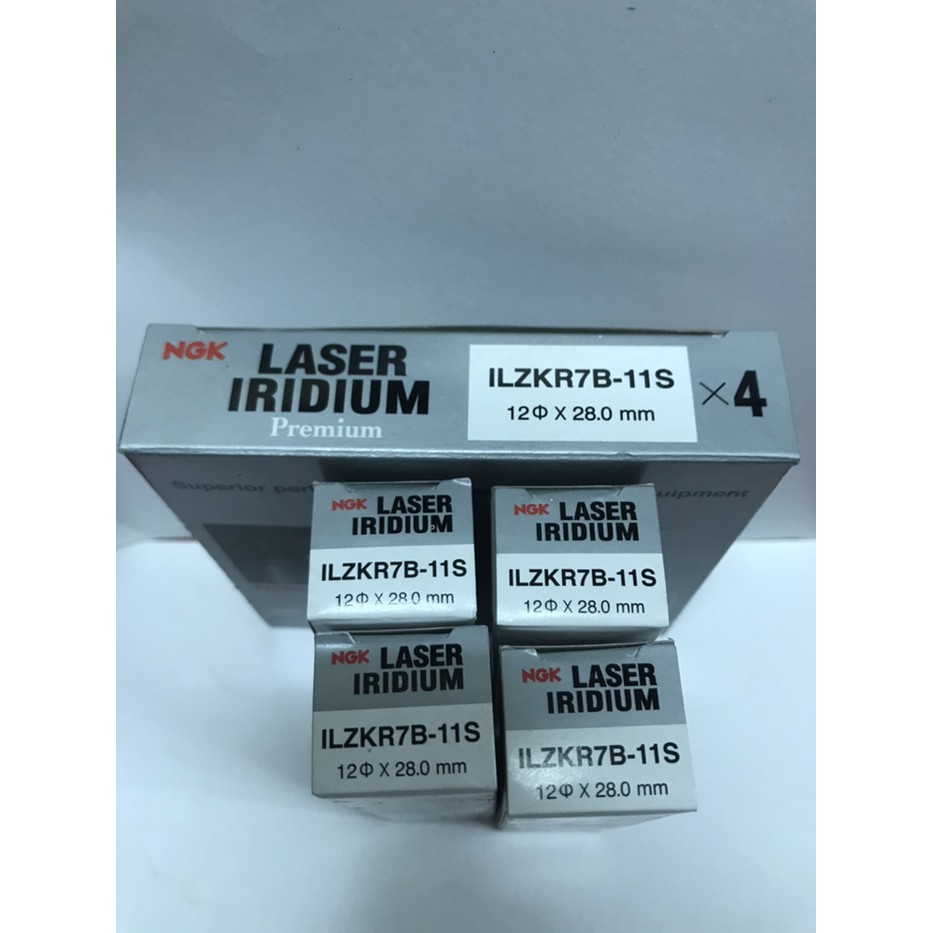 NGK LASER IRIDIUM
Premium
ILZKR7B-11S
12Φ X 28.0 mm
×4
Superior
uipment
NGK LASER
IRIDIUM
ILZKR7B-11S
12Φ X 28.0 mm
NGK LASER
IRIDIUM
ILZKR7B-11S
12Φ X 28.0 mm
NGK LASER
IRIDIUM
ILZKR7B-11S
12Φ X 28.0 mm
NGK LASER
IRIDIUM
ILZKR7B-11S
12Φ X 28.0 mm